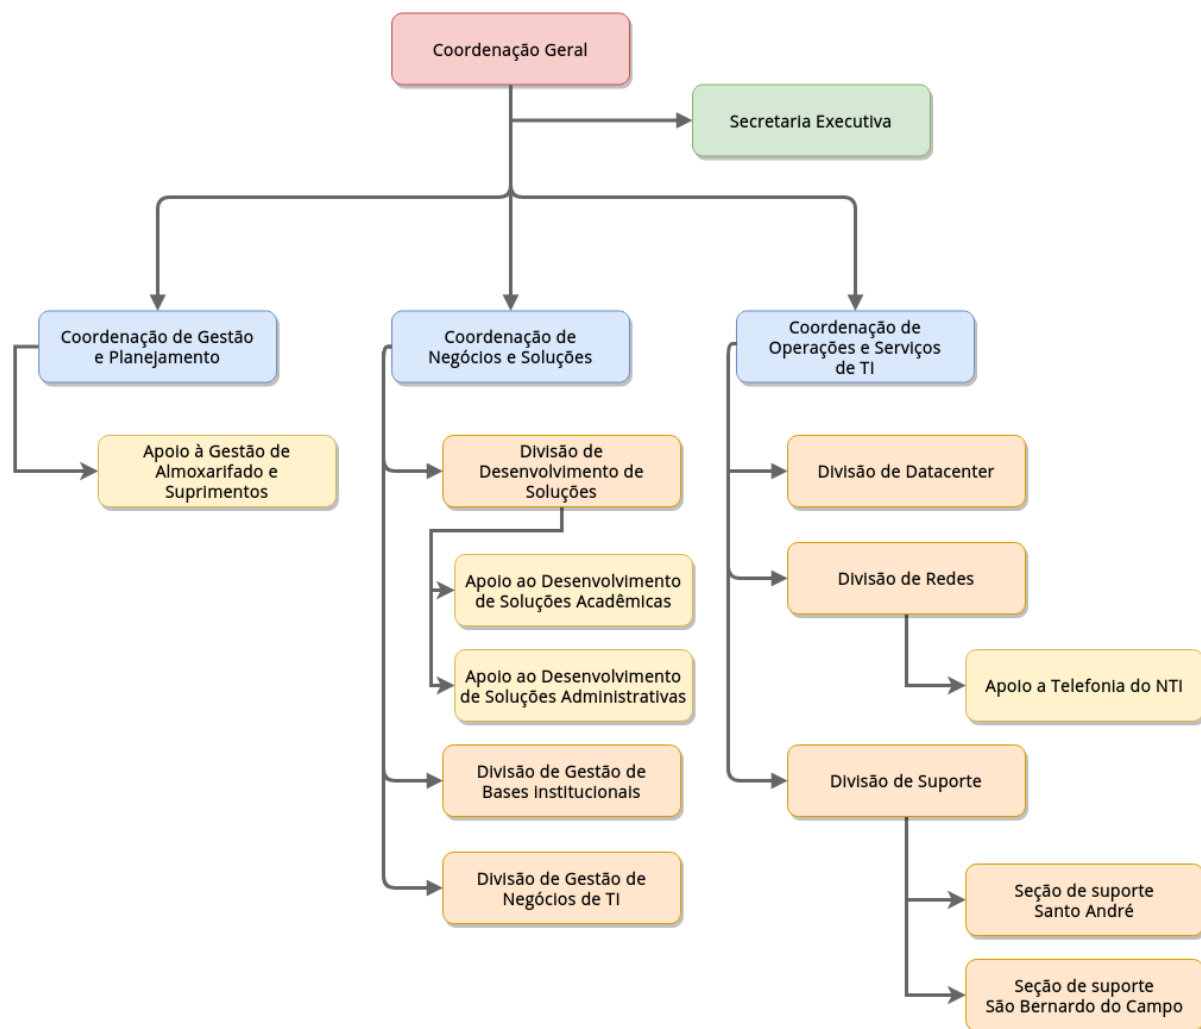 Coordenação Geral
Secretaria Executiva
Coordenação de Gestão
e Planejamento
Coordenação de
Negócios e Soluções
Coordenação de
Operações e Serviços
de TI
Apoio à Gestão de
Almoxarifado e
Suprimentos
Divisão de
Desenvolvimento de
Soluções
Apoio ao Desenvolvimento
de Soluções Acadêmicas
Apoio ao Desenvolvimento
de Soluções Administrativas
Divisão de Gestão de
Bases institucionais
Divisão de Gestão de
Negócios de TI
Divisão de Datacenter
Divisão de Redes
Apoio a Telefonia do NTI
Divisão de Suporte
Seção de suporte
Santo André
Seção de suporte
São Bernardo do Campo